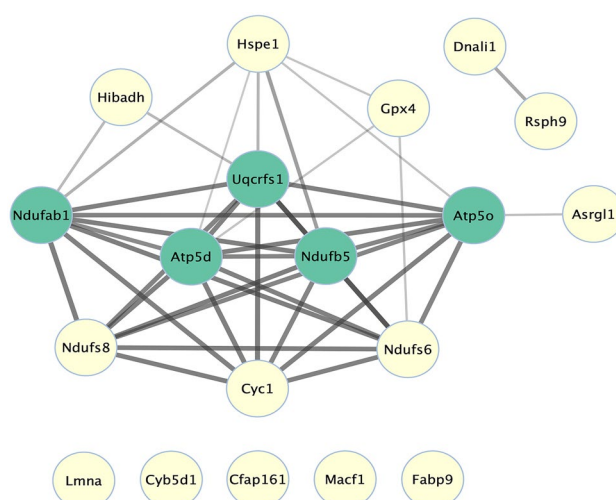 Hspe1
Dnali1
Hibadh
Gpx4
Rsph9
Uqcrfs1
Ndufab1
Atp5o
Asrgl1
Atp5d
Ndufb5
Ndufs8
Ndufs6
Cyc1
Lmna
Cyb5d1
Cfap161
Macf1
Fabp9